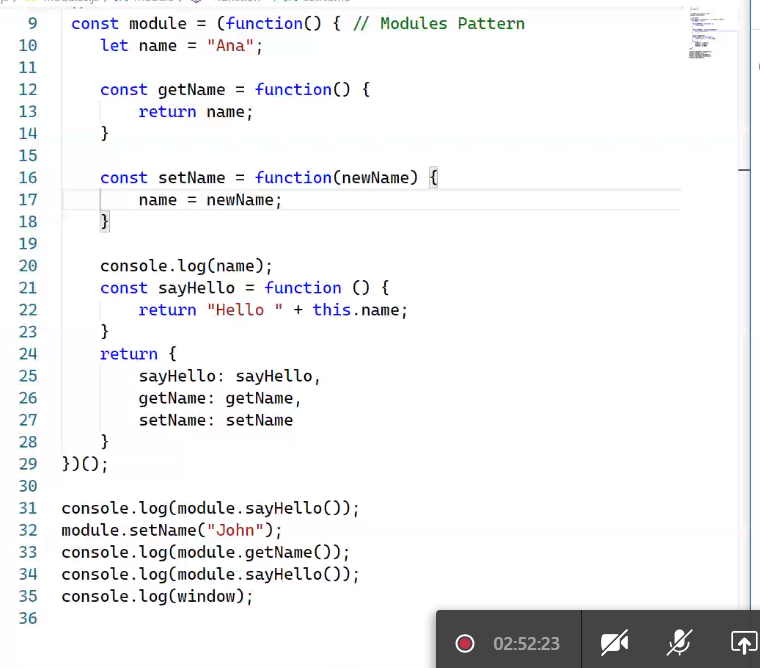 9 const module = (function() { // Modules Pattern
10 let name = "Ana";
11
12 const getName = function() {
13 return name;
14 }
15
16 const setName = function(newName) {
17 name = newName;
18 }
19
20 console.log(name);
21 const sayHello = function () {
22 return "Hello " + this.name;
23 }
24 return {
25 sayHello: sayHello,
26 getName: getName,
27 setName: setName
28 }
29 })();
30
31 console.log(module.sayHello());
32 module.setName("John");
33 console.log(module.getName());
34 console.log(module.sayHello());
35 console.log(window);
36
02:52:23